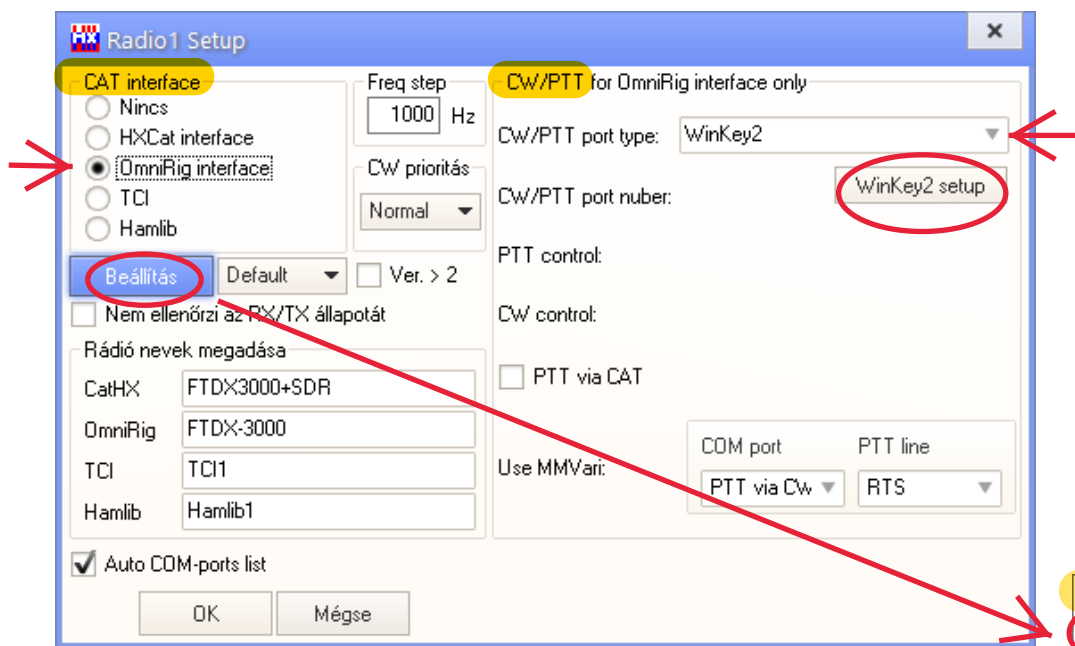 HX Radio1 Setup
CAT interface
Nincs
HXCat interface
OmniRig interface
TCI
Hamlib
Freq step
1000 Hz
CW prioritás
Normal
Beállítás Default Ver. > 2
Nem ellenőrzi az RX/TX állapotát
Rádió nevek megadása
CatHX FTDX3000+SDR
OmniRig FTDX-3000
TCI TCI1
Hamlib Hamlib1
Auto COM-ports list
OK Mégse
CW/PTT for OmniRig interface only
CW/PTT port type: WinKey2
CW/PTT port nuber: WinKey2 setup
PTT control:
CW control:
PTT via CAT
Use MMVari:
COM port PTT line
PTT via Cw RTS